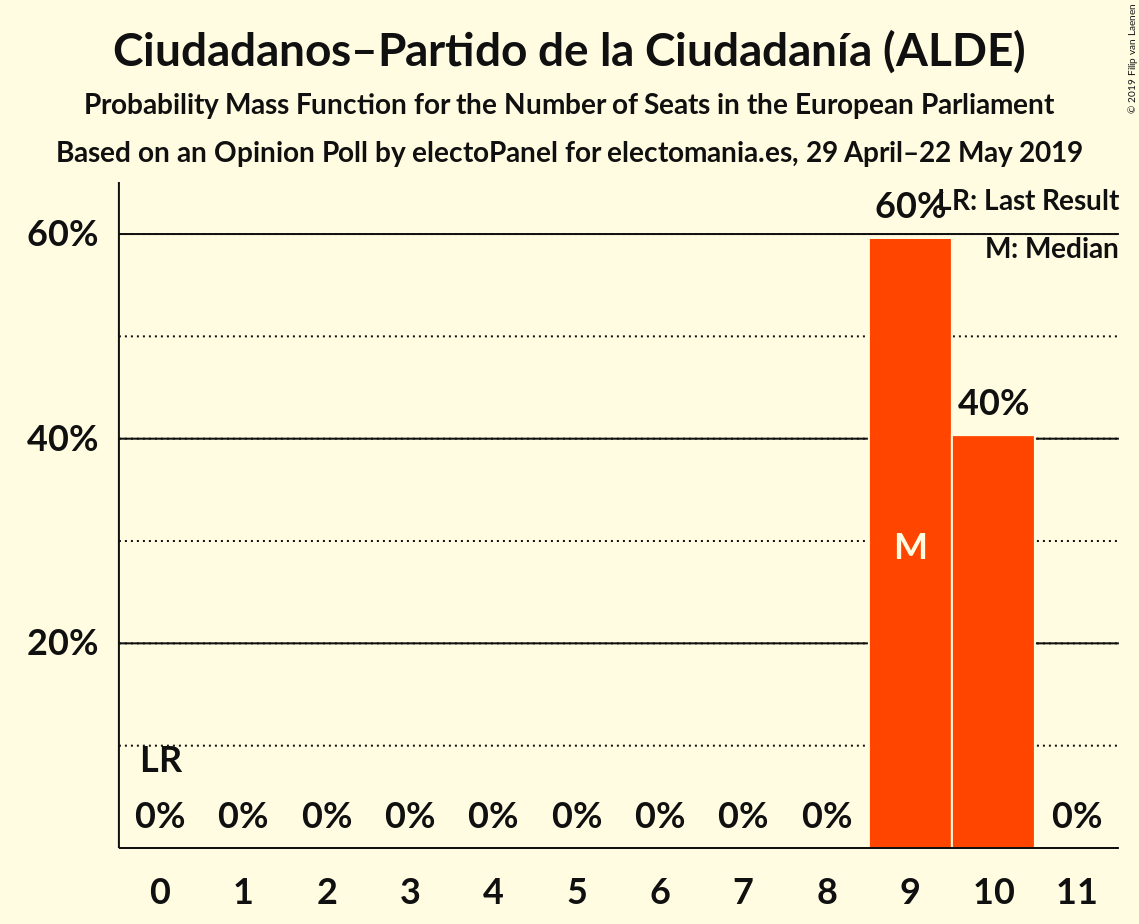 Ciudadanos–Partido de la Ciudadanía (ALDE)
Probability Mass Function for the Number of Seats in the European Parliament
Based on an Opinion Poll by electoPanel for electomania.es, 29 April–22 May 2019
© 2019 Filip van Laenen
LR: Last Result
M: Median
60%
60%
40%
40%
20%
M
LR
0% 0% 0% 0% 0% 0% 0% 0% 0% 0%
0 1 2 3 4 5 6 7 8 9 10 11